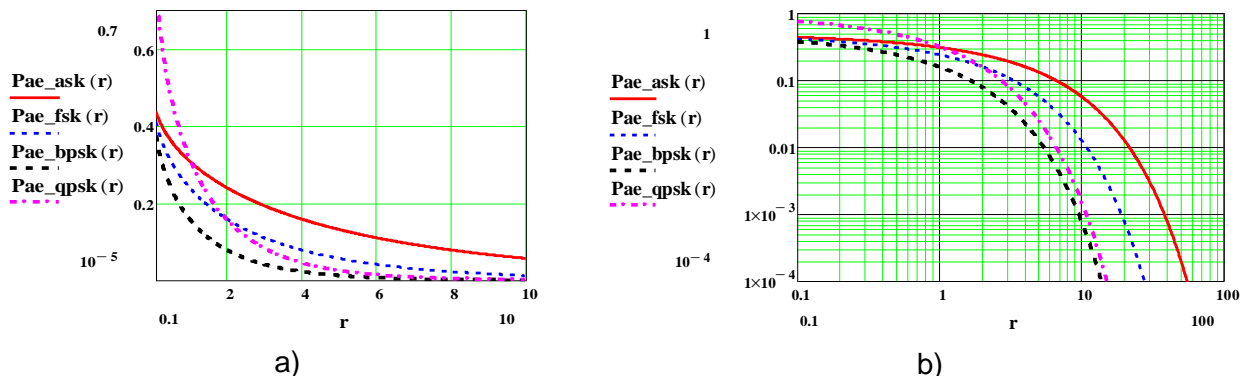 0.7
0.6
0.4
0.2
Pae_ask (r)
Pae_fsk (r)
Pae_bpsk (r)
Pae_qpsk (r)
10⁻⁵
2
4
6
8
10
0.1
r
10
a)
1
1
0.1
0.01
1×10⁻³
1×10⁻⁴
Pae_ask (r)
Pae_fsk (r)
Pae_bpsk (r)
Pae_qpsk (r)
10⁻⁴
0.1
1
10
100
0.1
r
100
b)